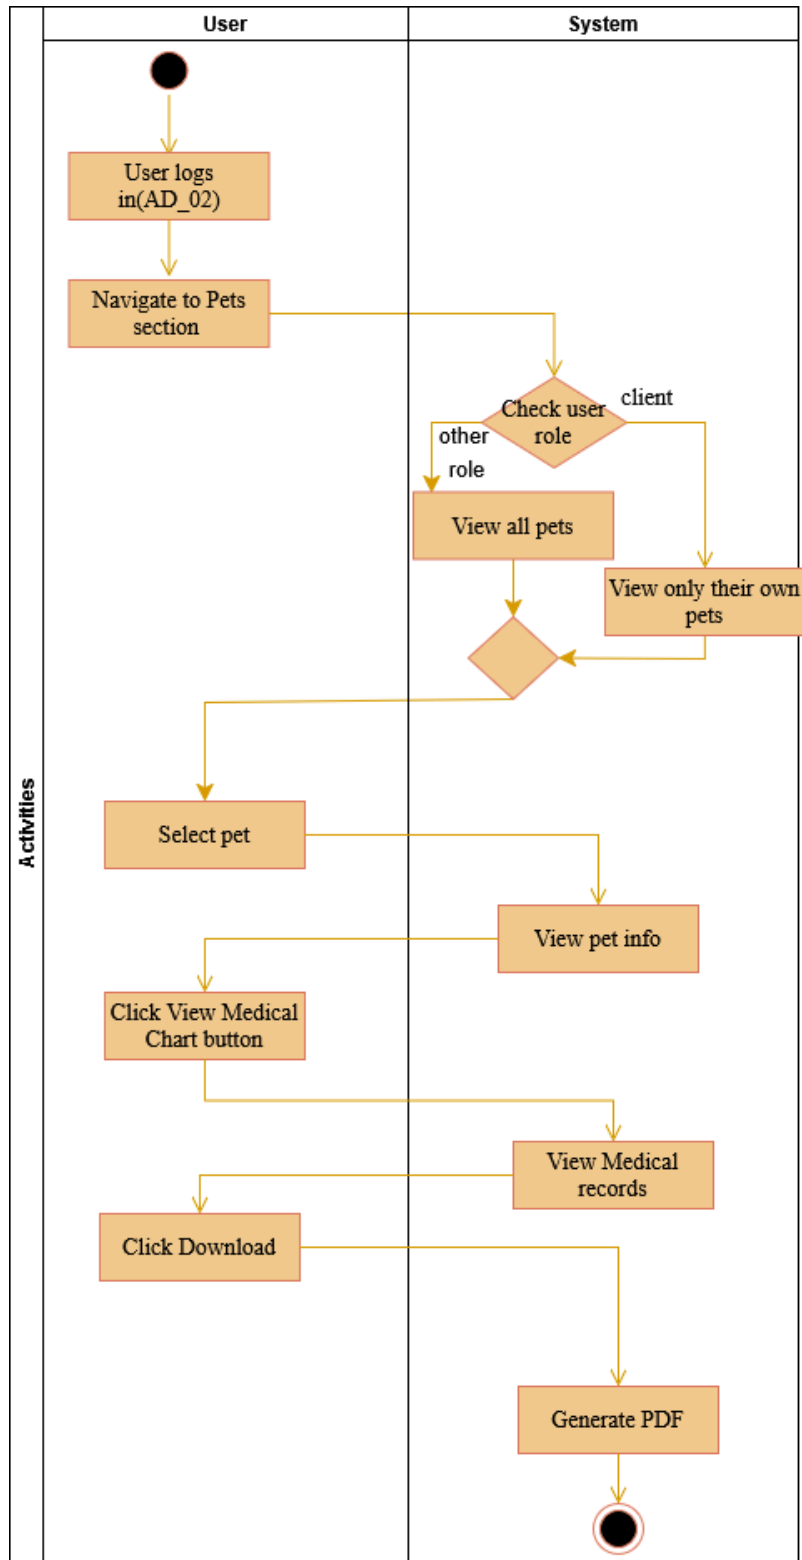 User
System
Activities
User logs
in(AD_02)
Navigate to Pets
section
Check user
role
client
other
role
View all pets
View only their own
pets
Select pet
View pet info
Click View Medical
Chart button
View Medical
records
Click Download
Generate PDF